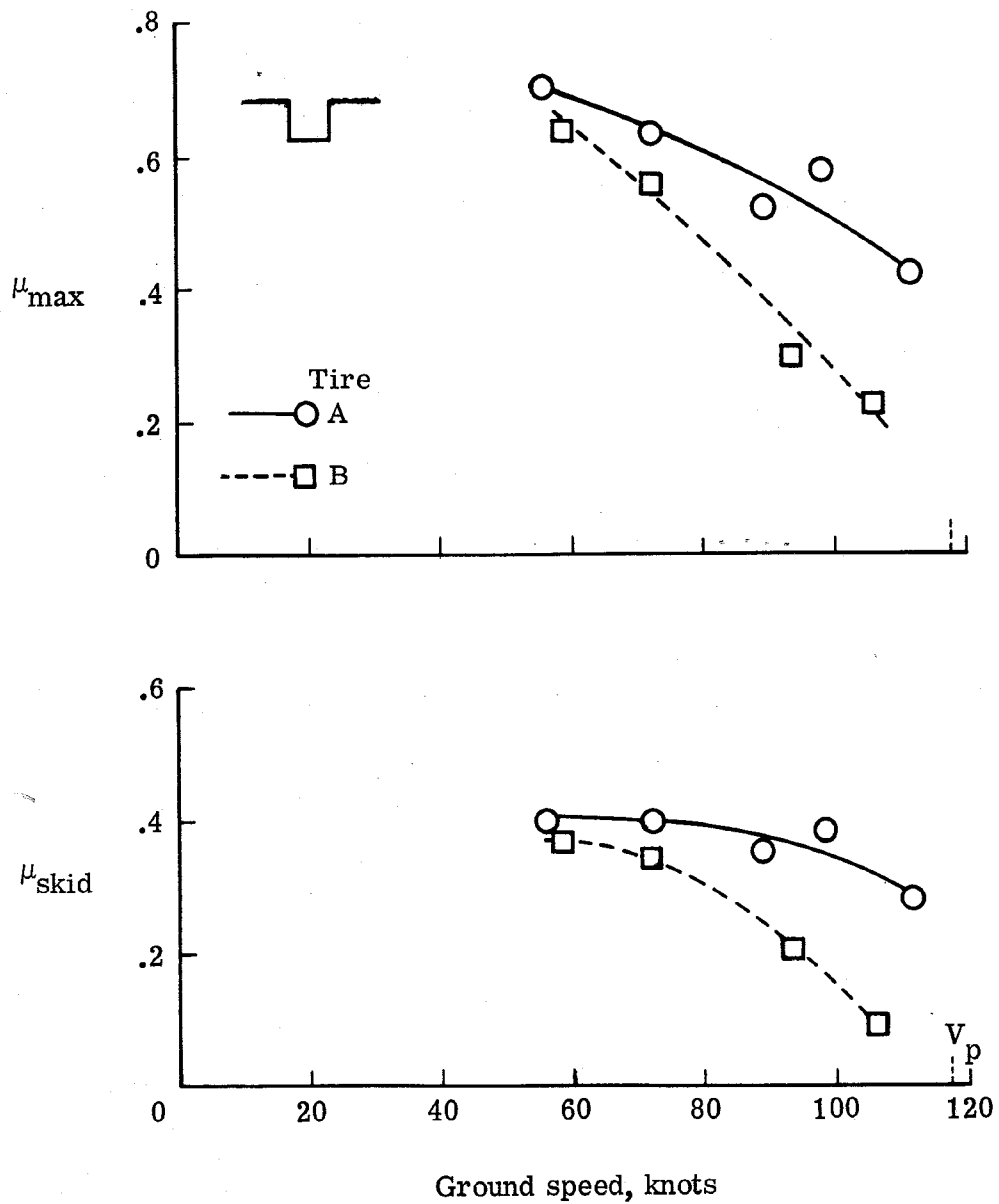 .8
.6
μmax
.4
Tire
A
.2
B
0
.6
.4
μskid
.2
Vp
0 20 40 60 80 100 120
Ground speed, knots